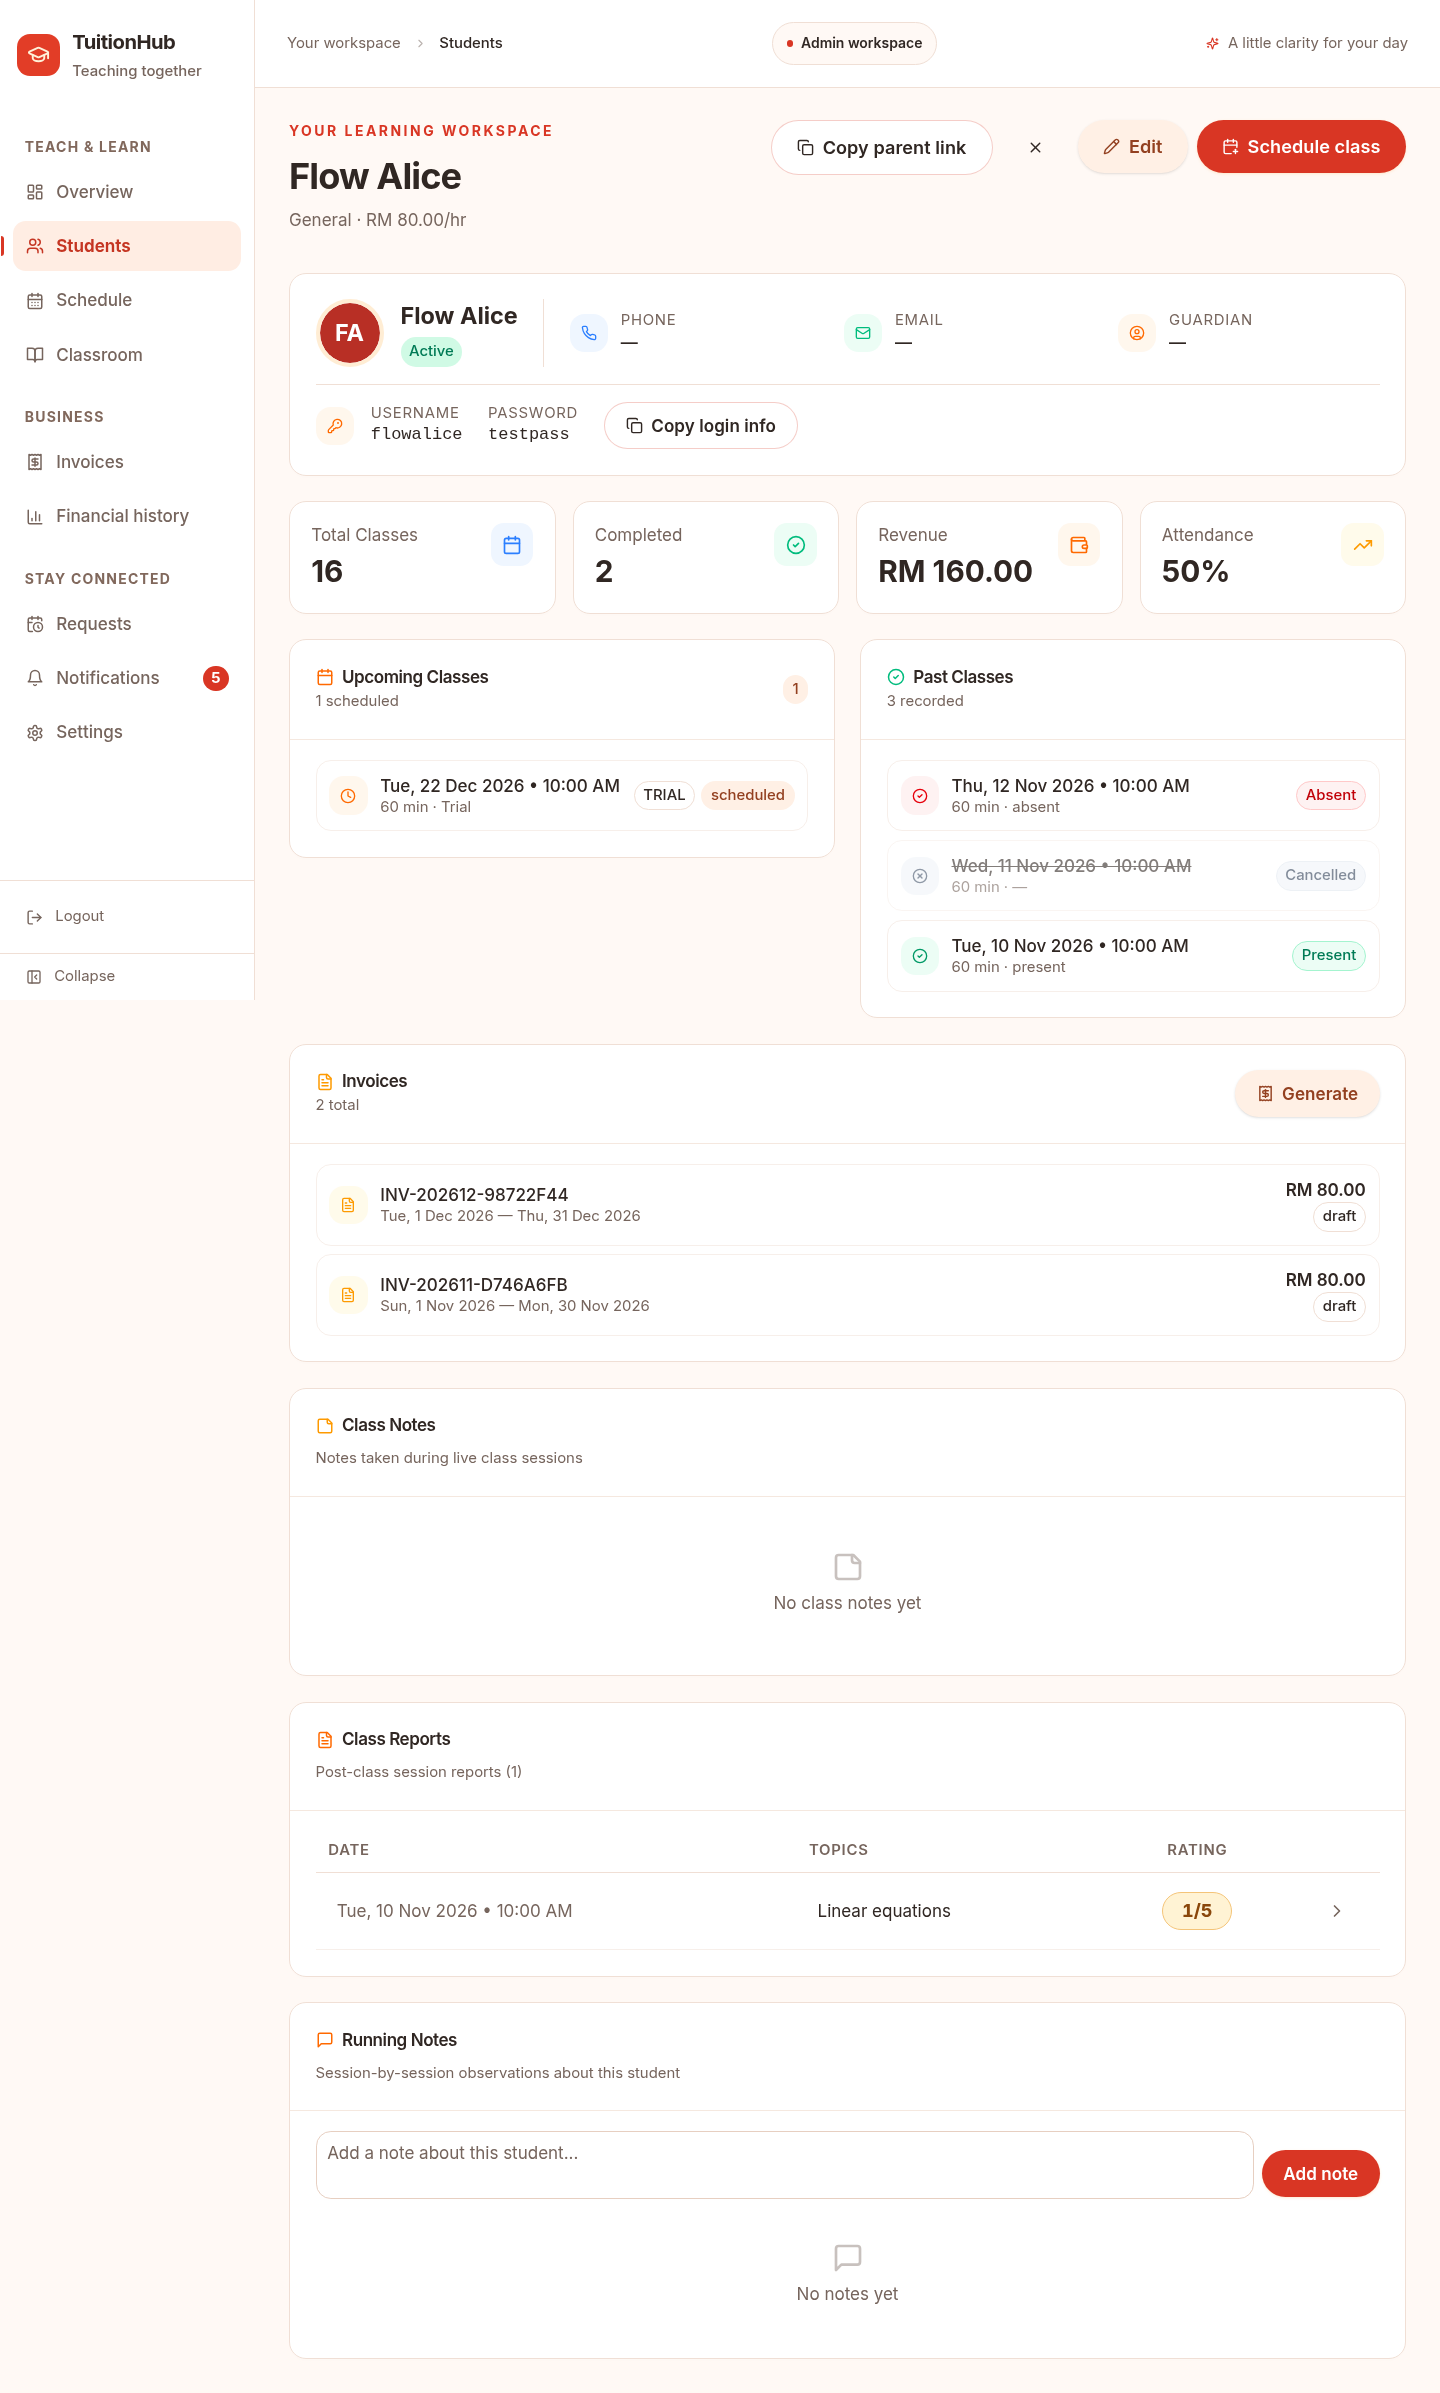 TuitionHub
Teaching together
TEACH & LEARN
Overview
Students
Schedule
Classroom
BUSINESS
Invoices
Financial history
STAY CONNECTED
Requests
Notifications 5
Settings
Logout
Collapse
Your workspace > Students
Admin workspace
A little clarity for your day
YOUR LEARNING WORKSPACE
Flow Alice
General · RM 80.00/hr
Copy parent link
Edit
Schedule class
FA
Flow Alice
Active
PHONE
—
EMAIL
—
GUARDIAN
—
USERNAME
flowalice
PASSWORD
testpass
Copy login info
Total Classes
16
Completed
2
Revenue
RM 160.00
Attendance
50%
Upcoming Classes
1 scheduled
1
Tue, 22 Dec 2026 • 10:00 AM
60 min · Trial
TRIAL
scheduled
Past Classes
3 recorded
Thu, 12 Nov 2026 • 10:00 AM
60 min · absent
Absent
Wed, 11 Nov 2026 • 10:00 AM
60 min · —
Cancelled
Tue, 10 Nov 2026 • 10:00 AM
60 min · present
Present
Invoices
2 total
Generate
INV-202612-98722F44
Tue, 1 Dec 2026 — Thu, 31 Dec 2026
RM 80.00
draft
INV-202611-D746A6FB
Sun, 1 Nov 2026 — Mon, 30 Nov 2026
RM 80.00
draft
Class Notes
Notes taken during live class sessions
No class notes yet
Class Reports
Post-class session reports (1)
DATE TOPICS RATING
Tue, 10 Nov 2026 • 10:00 AM Linear equations 1/5
Running Notes
Session-by-session observations about this student
Add a note about this student...
Add note
No notes yet